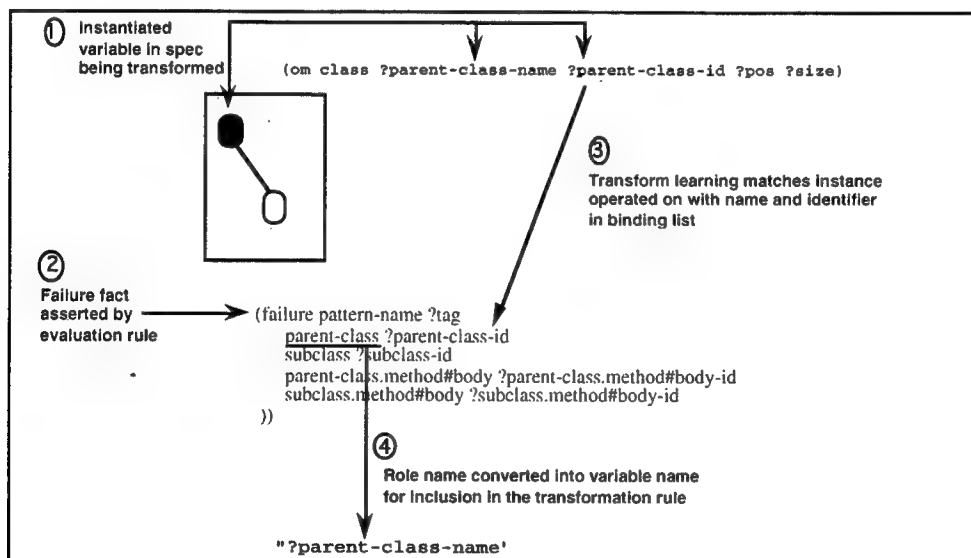 1 Instantiated
variable in spec
being transformed
(om class ?parent-class-name ?parent-class-id ?pos ?size)
3
Transform learning matches instance
operated on with name and identifier
in binding list
2
Failure fact
asserted by
evaluation rule
(failure pattern-name ?tag
parent-class ?parent-class-id
subclass ?subclass-id
parent-class.method#body ?parent-class.method#body-id
subclass.method#body ?subclass.method#body-id
))
4
Role name converted into variable name
for inclusion in the transformation rule
"?parent-class-name'